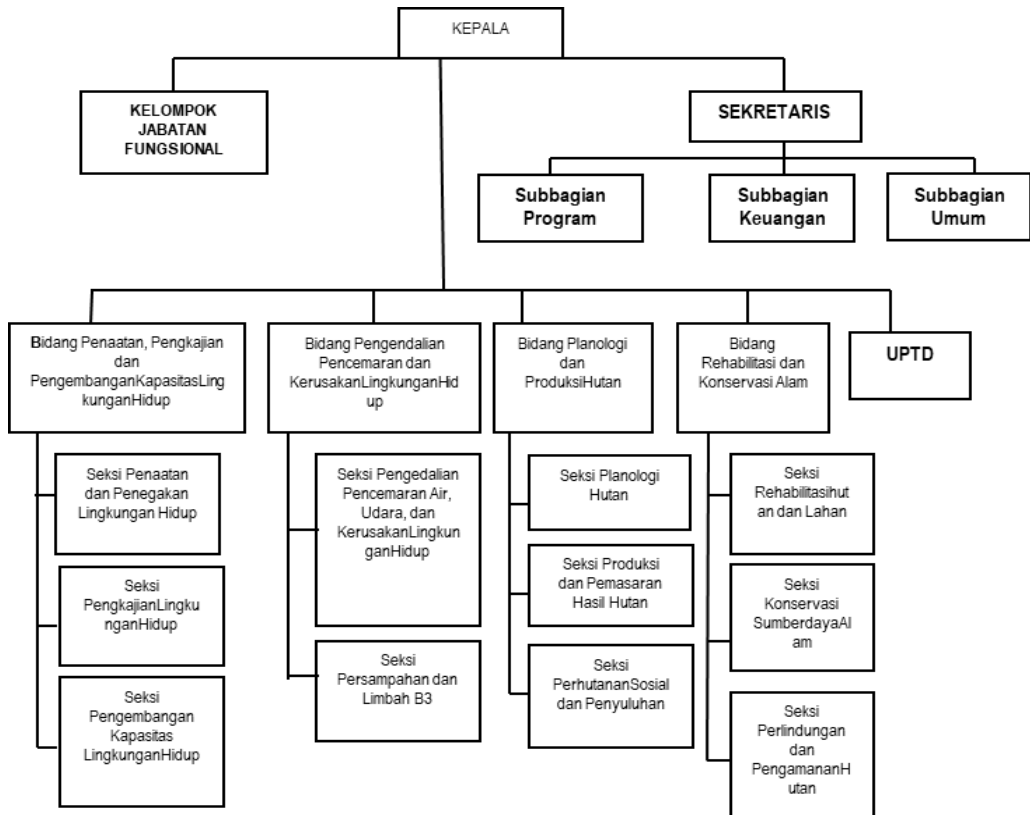 KEPALA
KELOMPOK
JABATAN
FUNGSIONAL
SEKRETARIS
Subbagian
Program
Subbagian
Keuangan
Subbagian
Umum
Bidang Penaatan, Pengkajian
dan
PengembanganKapasitasLing
kunganHidup
Bidang Pengendalian
Pencemaran dan
KerusakanLingkunganHid
up
Bidang Planologi
dan
ProduksiHutan
Bidang
Rehabilitasi dan
Konservasi Alam
UPTD
Seksi Penaatan
dan Penegakan
Lingkungan Hidup
Seksi
PengkajianLingku
nganHidup
Seksi
Pengembangan
Kapasitas
LingkunganHidup
Seksi Pengedalian
Pencemaran Air,
Udara, dan
KerusakanLingkun
ganHidup
Seksi
Persampahan dan
Limbah B3
Seksi Planologi
Hutan
Seksi Produksi
dan Pemasaran
Hasil Hutan
Seksi
PerhutananSosial
dan Penyuluhan
Seksi
Rehabilitasihut
an dan Lahan
Seksi
Konservasi
SumberdayaAl
am
Seksi
Perlindungan
dan
PengamananH
utan